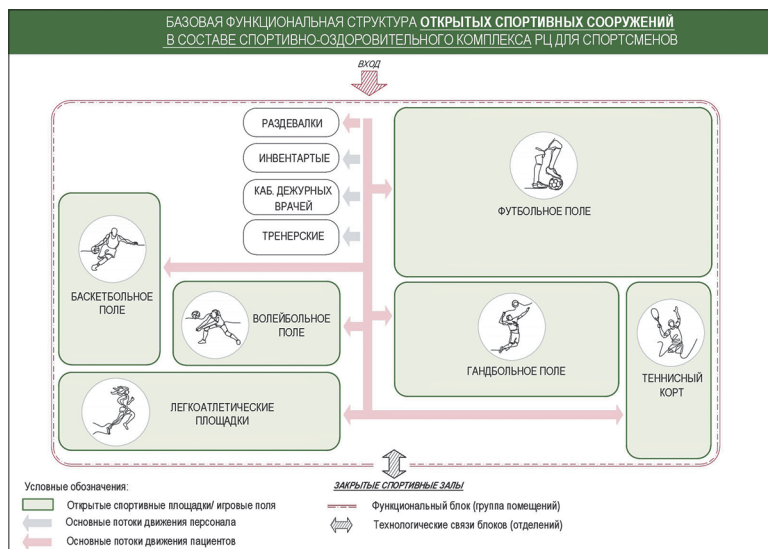 БАЗОВАЯ ФУНКЦИОНАЛЬНАЯ СТРУКТУРА ОТКРЫТЫХ СПОРТИВНЫХ СООРУЖЕНИЙ
В СОСТАВЕ СПОРТИВНО-ОЗДОРОВИТЕЛЬНОГО КОМПЛЕКСА РЦ ДЛЯ СПОРТСМЕНОВ
ВХОД
РАЗДЕВАЛКИ
ИНВЕНТАРТЫЕ
КАБ. ДЕЖУРНЫХ
ВРАЧЕЙ
ТРЕНЕРСКИЕ
ФУТБОЛЬНОЕ ПОЛЕ
БАСКЕТБОЛЬНОЕ
ПОЛЕ
ВОЛЕЙБОЛЬНОЕ
ПОЛЕ
ГАНДБОЛЬНОЕ ПОЛЕ
ТЕННИСНЫЙ
КОРТ
ЛЕГКОАТЛЕТИЧЕСКИЕ
ПЛОЩАДКИ
ЗАКРЫТЫЕ СПОРТИВНЫЕ ЗАЛЫ
Условные обозначения:
Открытые спортивные площадки/ игровые поля
Основные потоки движения персонала
Основные потоки движения пациентов
Функциональный блок (группа помещений)
Технологические связи блоков (отделений)